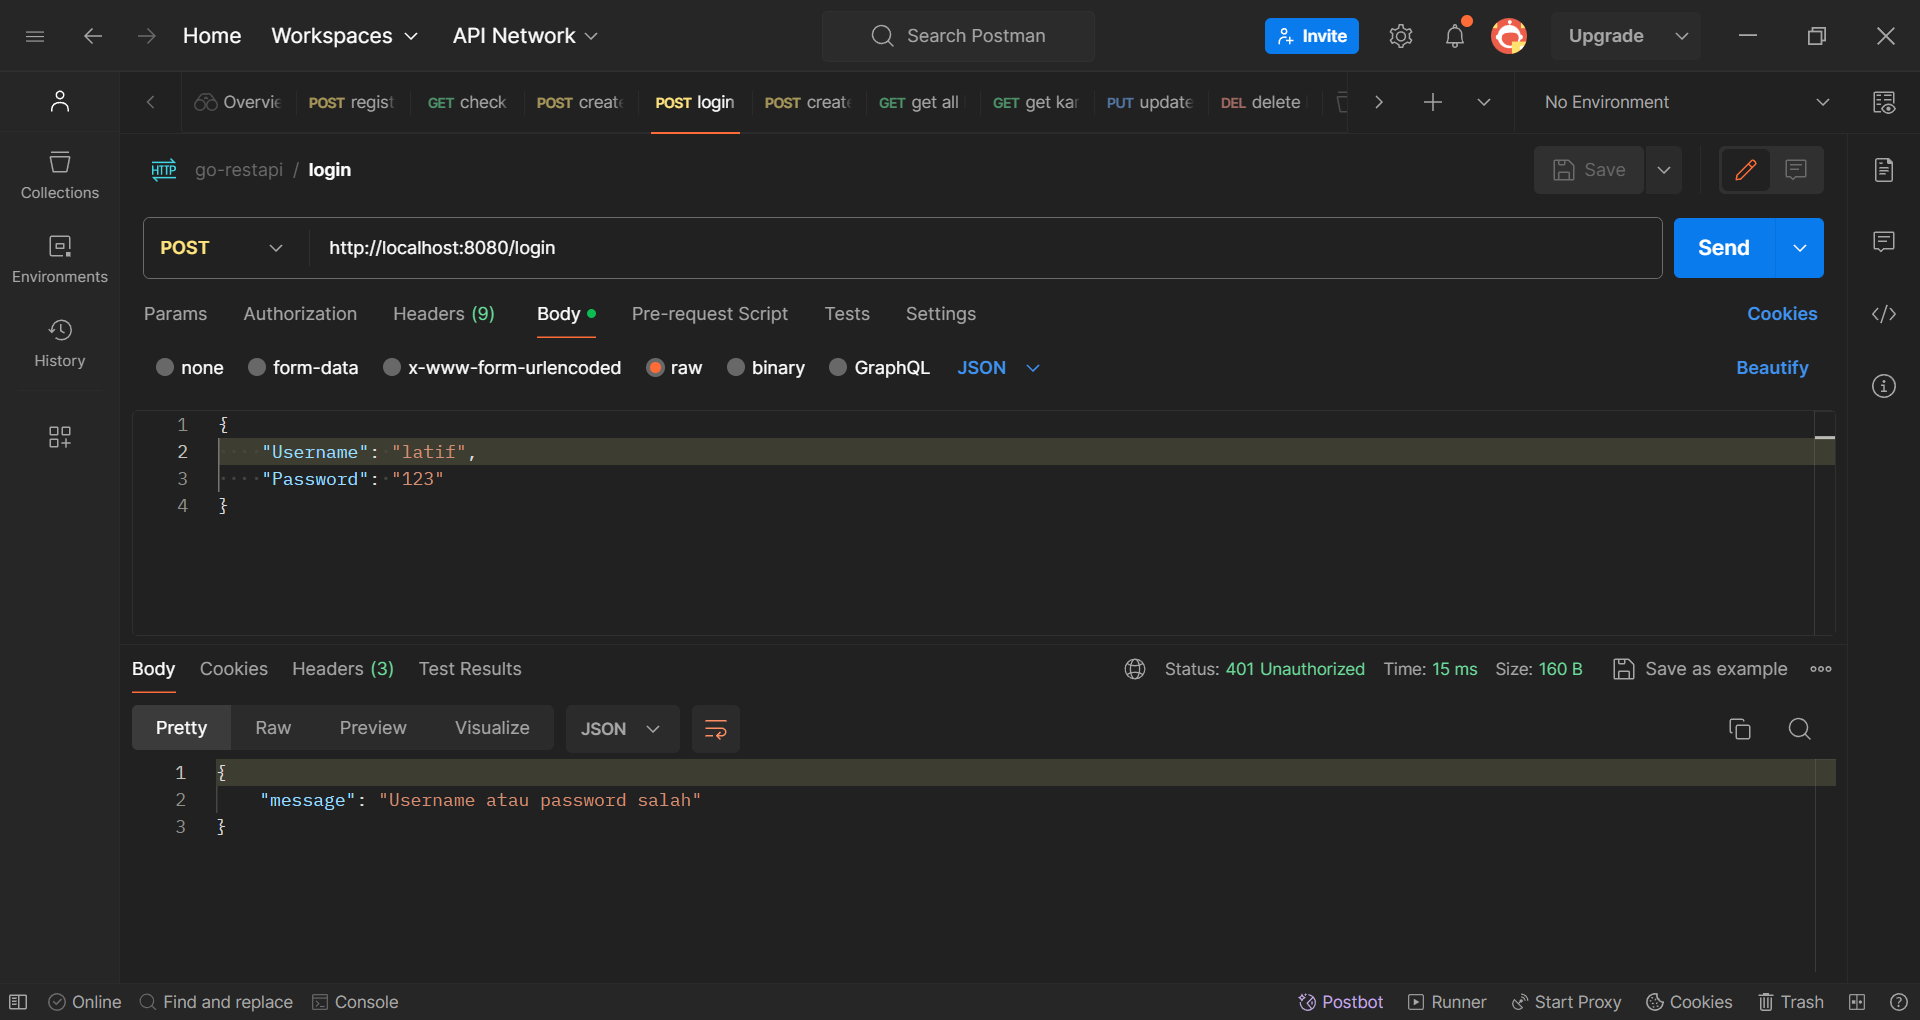 Home
Workspaces
API Network
Search Postman
Invite
Upgrade
Overvie
POST regist
GET check
POST create
POST login
POST create
GET get all
GET get kar
PUT update
DEL delete
No Environment
Collections
Environments
History
HTTP go-restapi / login
Save
POST
http://localhost:8080/login
Send
Params
Authorization
Headers (9)
Body
Pre-request Script
Tests
Settings
Cookies
none
form-data
x-www-form-urlencoded
raw
binary
GraphQL
JSON
Beautify
1 {
2 "Username": "latif",
3 "Password": "123"
4 }
Body
Cookies
Headers (3)
Test Results
Status: 401 Unauthorized
Time: 15 ms
Size: 160 B
Save as example
Pretty
Raw
Preview
Visualize
JSON
1 {
2 "message": "Username atau password salah"
3 }
Online
Find and replace
Console
Postbot
Runner
Start Proxy
Cookies
Trash